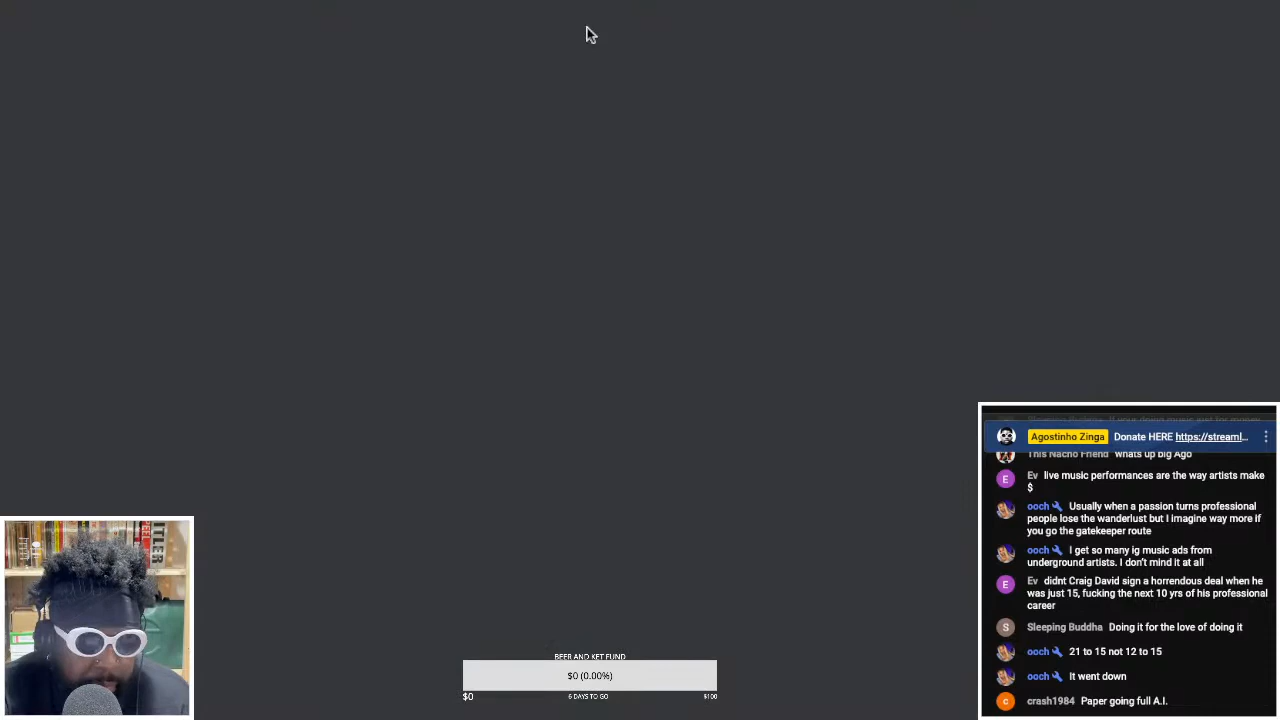 Agostinho Zinga Donate HERE https://streaml...
This Nacho Friend whats up big Ago
Ev live music performances are the way artists make
$
ooch Usually when a passion turns professional
people lose the wanderlust but I imagine way more if
you go the gatekeeper route
ooch I get so many ig music ads from
underground artists. I don't mind it at all
Ev didnt Craig David sign a horrendous deal when he
was just 15, fucking the next 10 yrs of his professional
career
Sleeping Buddha Doing it for the love of doing it
ooch 21 to 15 not 12 to 15
ooch It went down
crash1984 Paper going full A.I.
BEER AND KET FUND
$0 (0.00%)
$0 6 DAYS TO GO $100